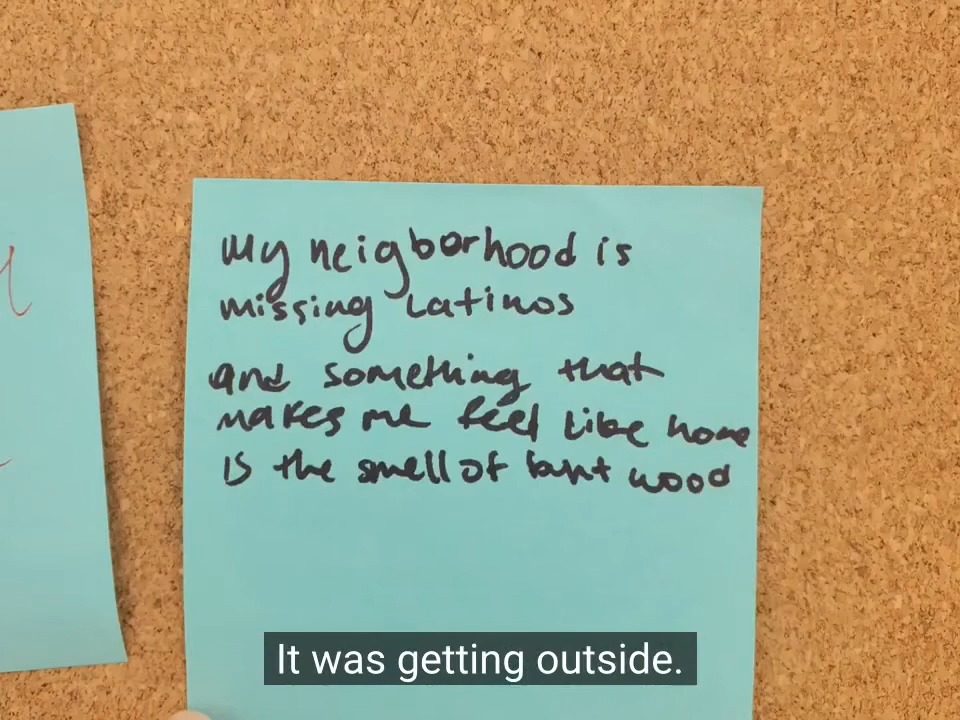 My neigborhood is
missing Latinos
and something that
makes me feel like home
is the smell of burnt wood
It was getting outside.